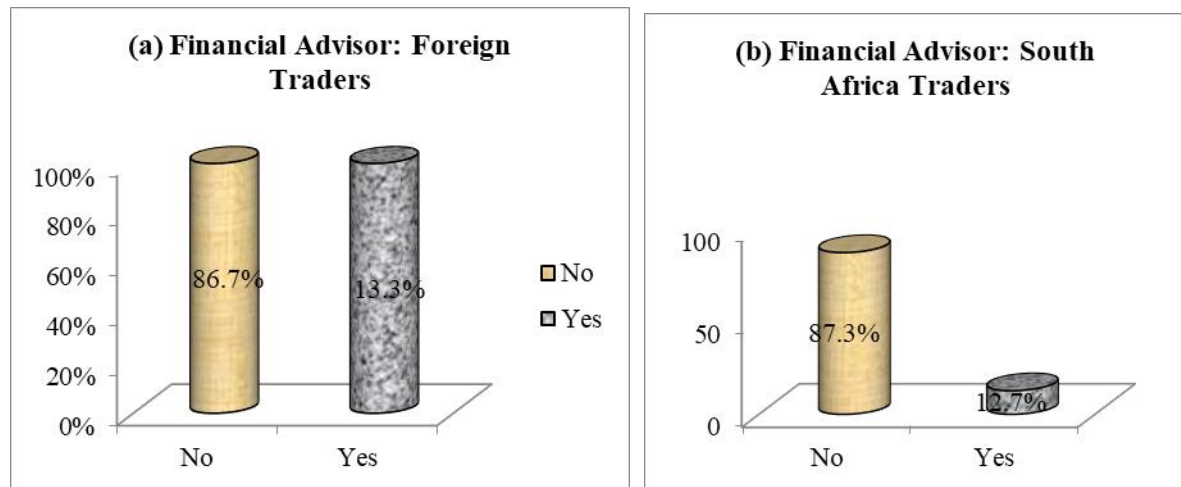 (a) Financial Advisor: Foreign
Traders
100%
80%
60%
40%
20%
0%
86.7%
13.3%
No
Yes
No
Yes
(b) Financial Advisor: South
Africa Traders
100
50
0
87.3%
12.7%
No
Yes